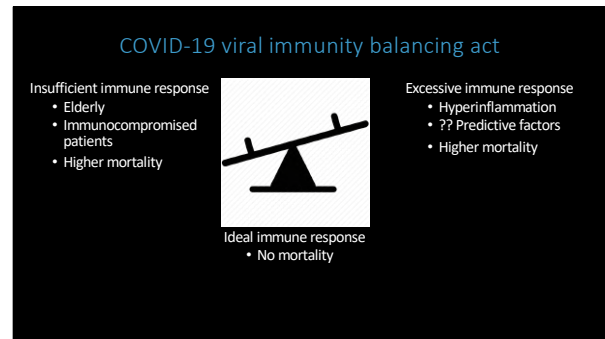 COVID-19 viral immunity balancing act
Insufficient immune response
• Elderly
• Immunocompromised
patients
• Higher mortality
Excessive immune response
• Hyperinflammation
• ?? Predictive factors
• Higher mortality
Ideal immune response
• No mortality